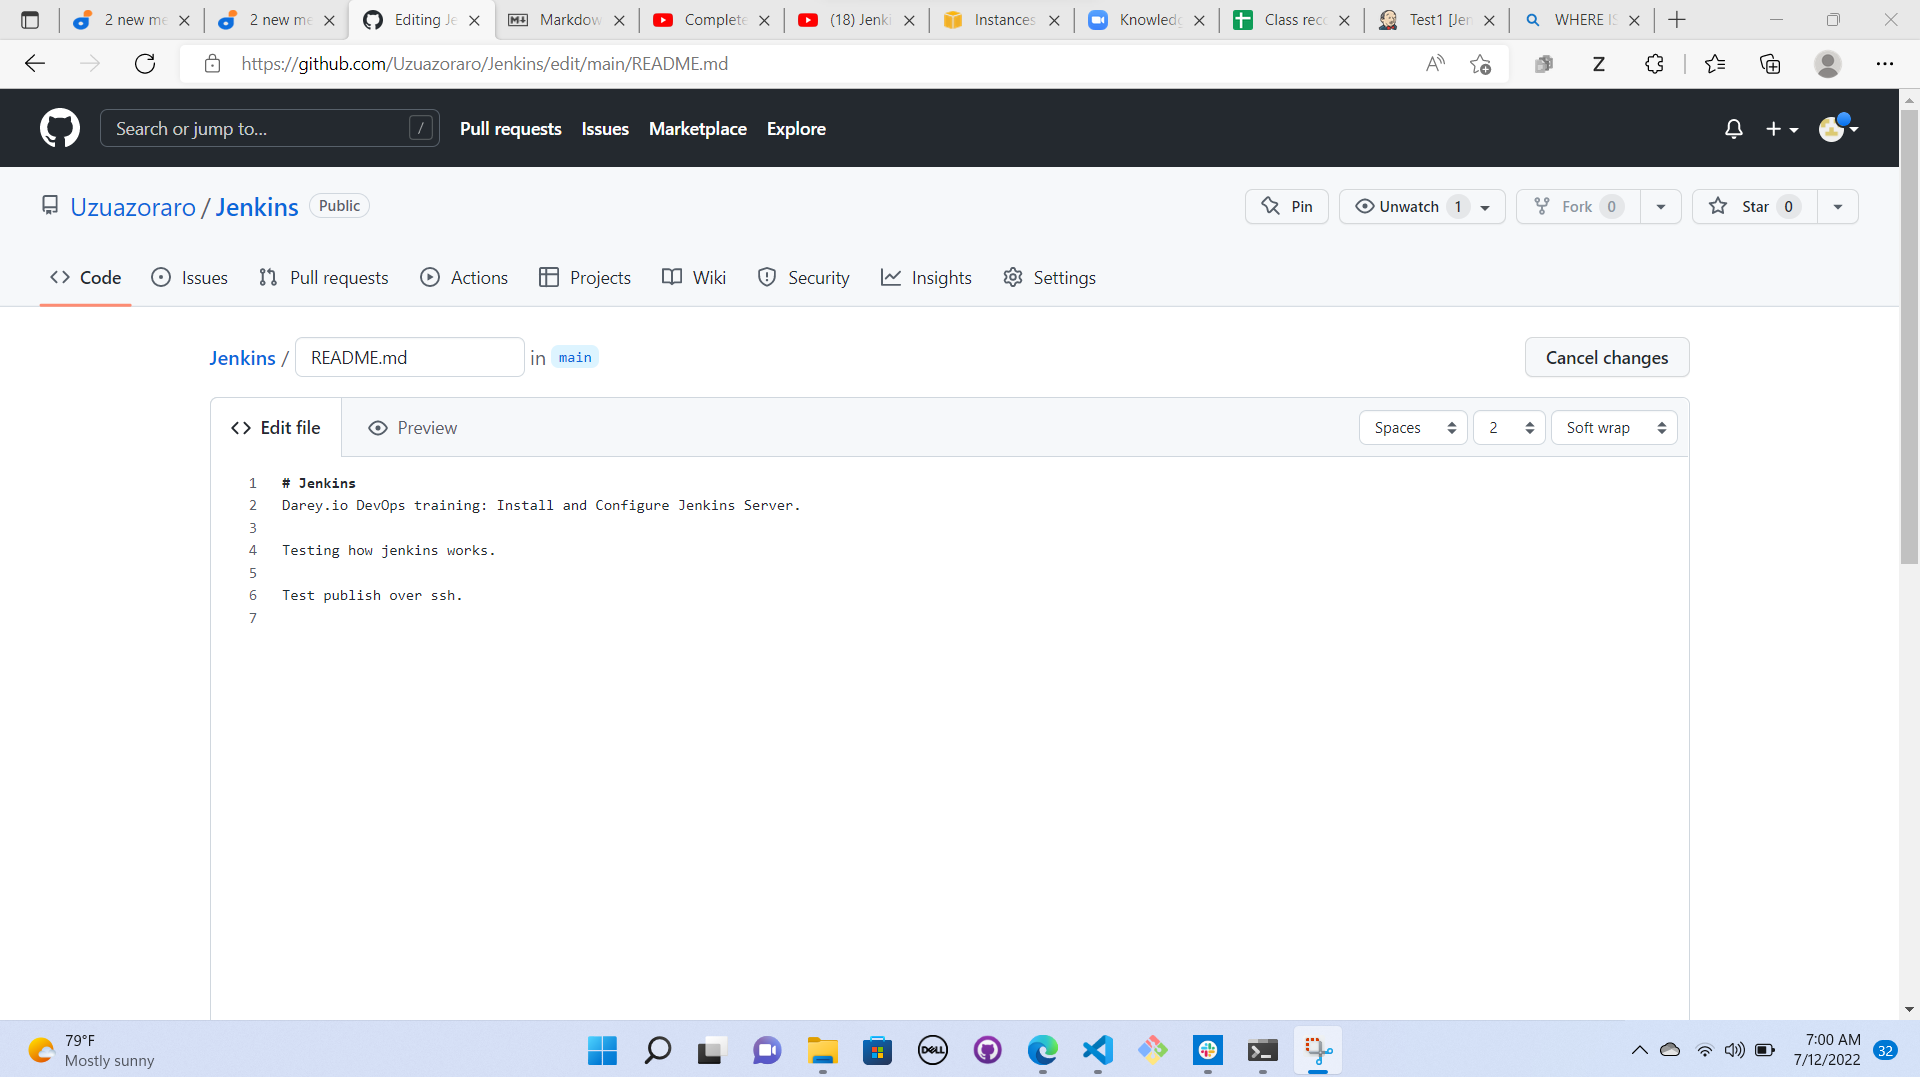 2 new me
2 new me
Editing Je
Markdow
Complete
(18) Jenki
Instances
Knowledg
Class reco
Test1 [Jen
WHERE IS
https://github.com/Uzuazoraro/Jenkins/edit/main/README.md
Z
Search or jump to...
/
Pull requests
Issues
Marketplace
Explore
Uzuazoraro / Jenkins
Public
Pin
Unwatch 1
Fork 0
Star 0
Code
Issues
Pull requests
Actions
Projects
Wiki
Security
Insights
Settings
Jenkins / README.md in main
Cancel changes
<> Edit file
Preview
Spaces
2
Soft wrap
1 # Jenkins
2 Darey.io DevOps training: Install and Configure Jenkins Server.
3
4 Testing how jenkins works.
5
6 Test publish over ssh.
7
79°F
Mostly sunny
DELL
7:00 AM
7/12/2022
32